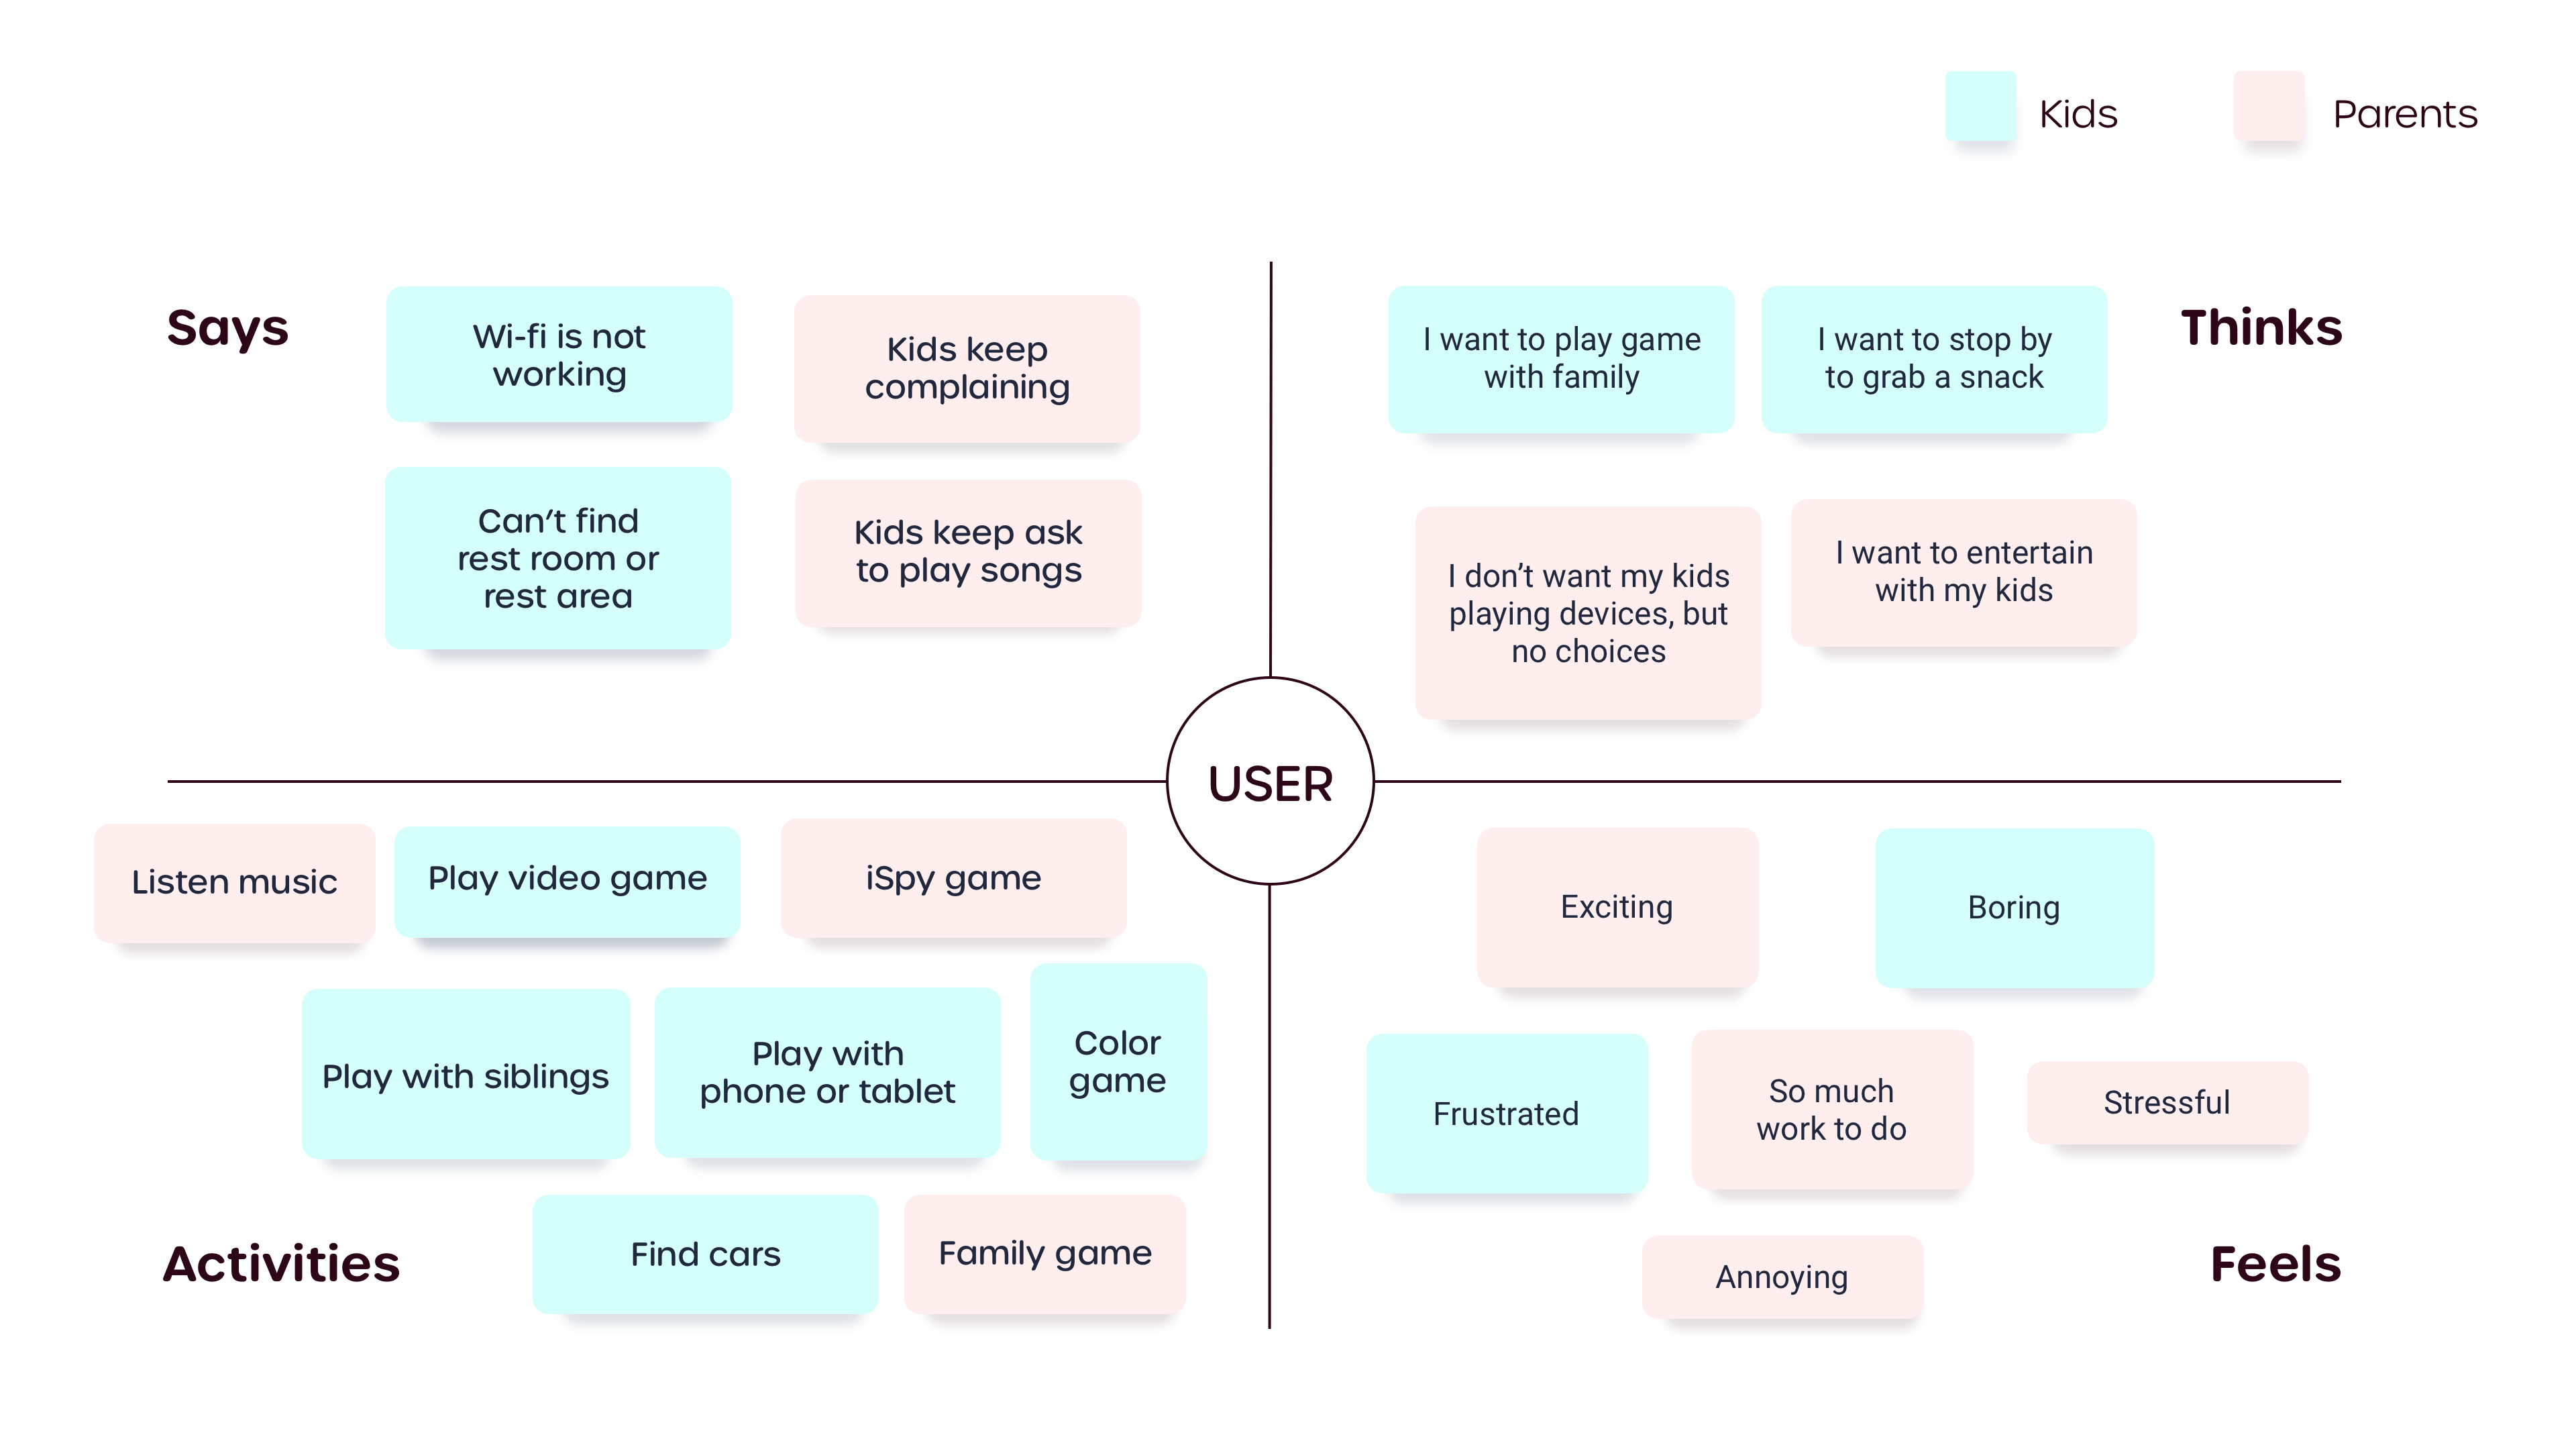 Kids
Parents
Says
Wi-fi is not
working
Kids keep
complaining
Can't find
rest room or
rest area
Kids keep ask
to play songs
Thinks
I want to play game
with family
I want to stop by
to grab a snack
I don’t want my kids
playing devices, but
no choices
I want to entertain
with my kids
USER
Listen music
Play video game
iSpy game
Play with siblings
Play with
phone or tablet
Color
game
Find cars
Family game
Activities
Exciting
Boring
Frustrated
So much
work to do
Stressful
Annoying
Feels